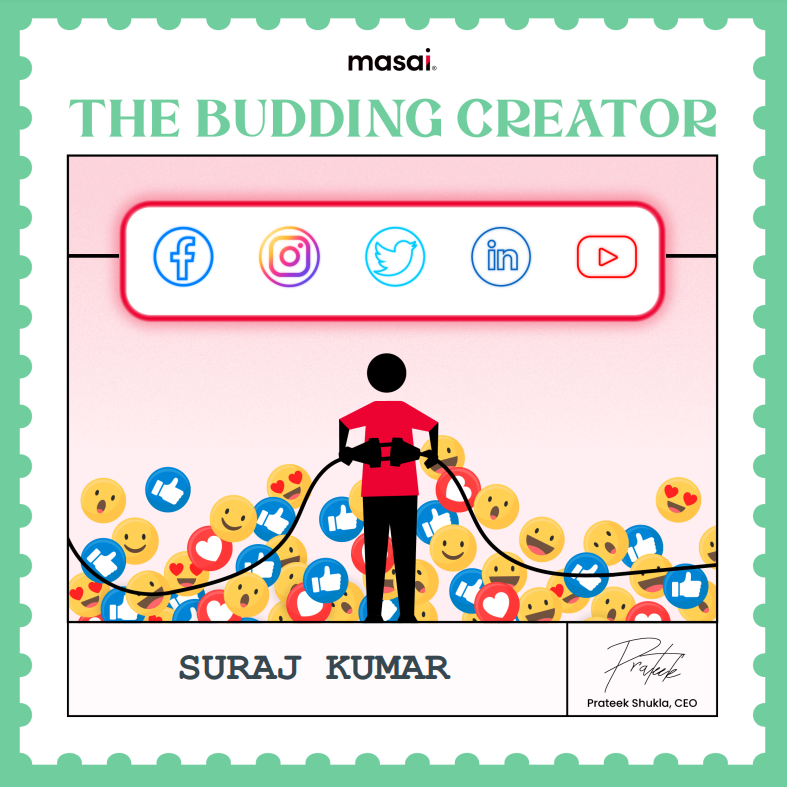 masai®
THE BUDDING CREATOR
SURAJ KUMAR
Prateek
Prateek Shukla, CEO